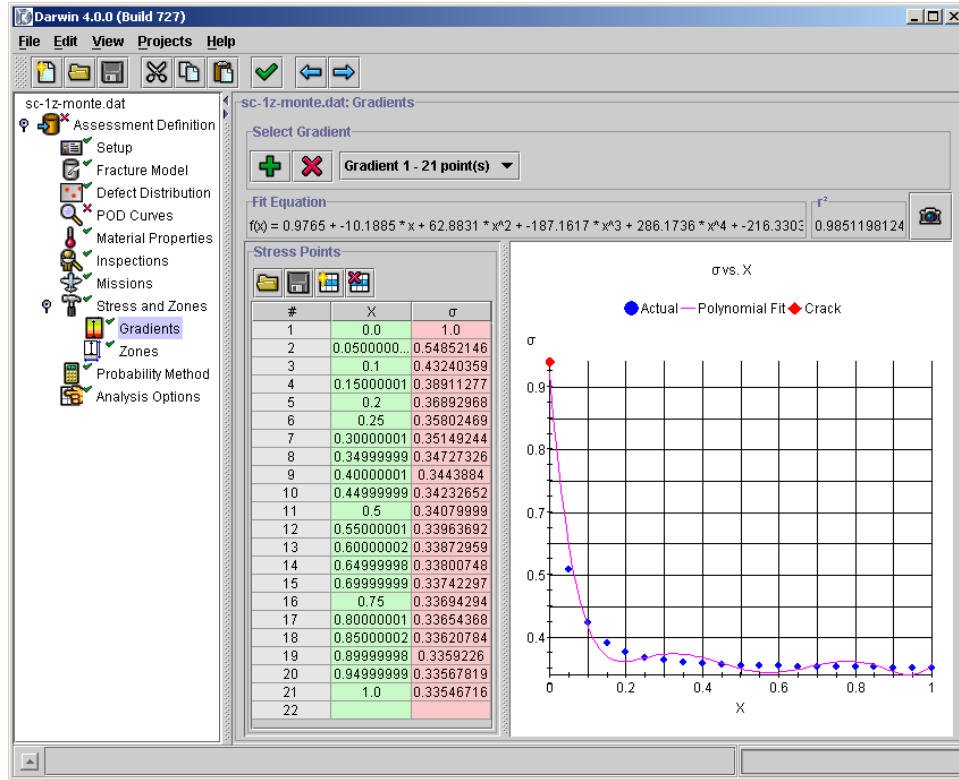 Darwin 4.0.0 (Build 727)
File Edit View Projects Help
sc-1z-monte.dat
Assessment Definition
Setup
Fracture Model
Defect Distribution
POD Curves
Material Properties
Inspections
Missions
Stress and Zones
Gradients
Zones
Probability Method
Analysis Options
sc-1z-monte.dat: Gradients
Select Gradient
Gradient 1 - 21 point(s)
Fit Equation
f(x) = 0.9765 + -10.1885 * x + 62.8831 * x^2 + -187.1617 * x^3 + 286.1736 * x^4 + -216.3303
r²
0.9851198124
Stress Points
# X σ
1 0.0 1.0
2 0.0500000... 0.54852146
3 0.1 0.43240359
4 0.15000001 0.38911277
5 0.2 0.36892968
6 0.25 0.35802469
7 0.30000001 0.35149244
8 0.34999999 0.34727326
9 0.40000001 0.3443884
10 0.44999999 0.34232652
11 0.5 0.34079999
12 0.55000001 0.33963692
13 0.60000002 0.33872959
14 0.64999998 0.33800748
15 0.69999999 0.33742297
16 0.75 0.33694294
17 0.80000001 0.33654368
18 0.85000002 0.33620784
19 0.89999998 0.3359226
20 0.94999999 0.33567819
21 1.0 0.33546716
22
σ vs. X
Actual Polynomial Fit Crack
σ
0.9
0.8
0.7
0.5
0.4
0 0.2 0.4 0.6 0.8 1
X